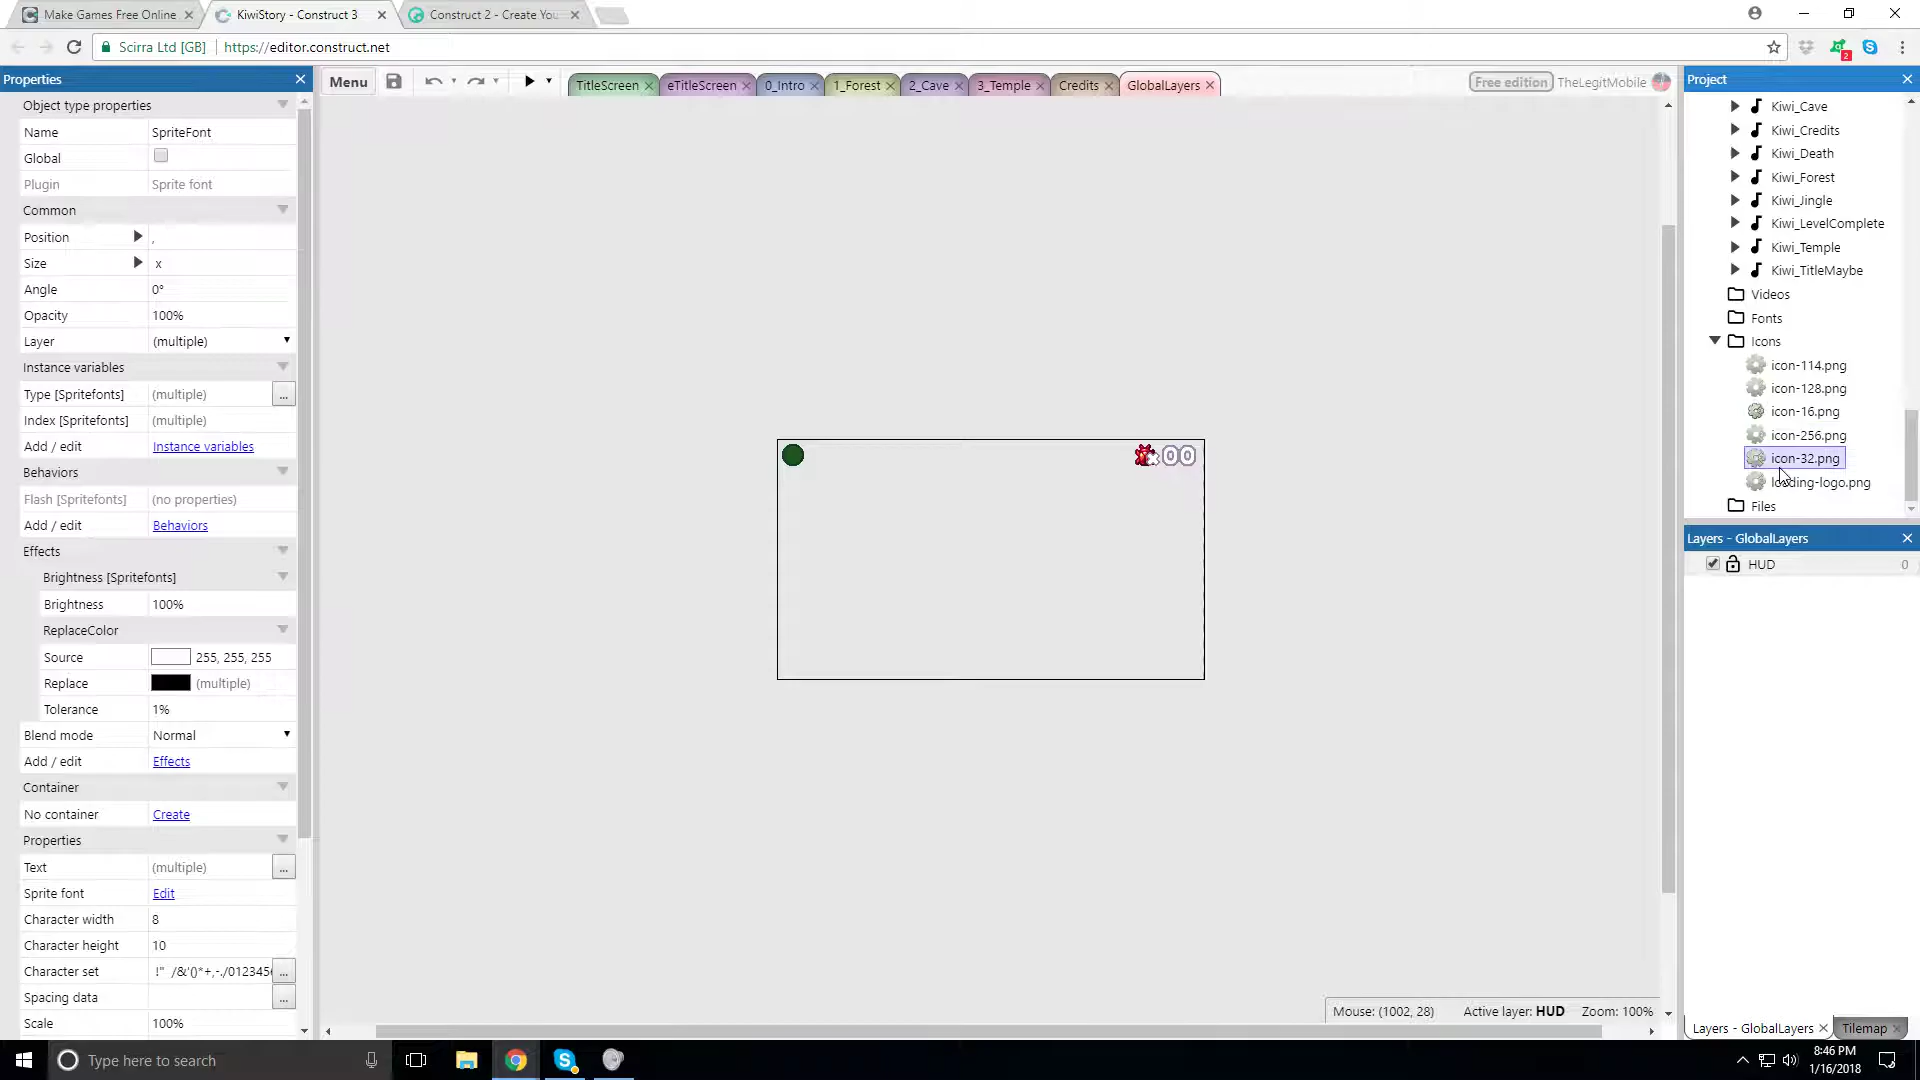 Make Games Free Online
KiwiStory - Construct 3
Construct 2 - Create You
Scirra Ltd [GB]
https://editor.construct.net
2
Properties
Menu
TitleScreen
eTitleScreen
0_Intro
1_Forest
2_Cave
3_Temple
Credits
GlobalLayers
Free edition
TheLegitMobile
Project
Object type properties
Name SpriteFont
Global
Plugin Sprite font
Common
Position ,
Size x
Angle 0°
Opacity 100%
Layer (multiple)
Instance variables
Type [Spritefonts] (multiple) ...
Index [Spritefonts] (multiple)
Add / edit Instance variables
Behaviors
Flash [Spritefonts] (no properties)
Add / edit Behaviors
Effects
Brightness [Spritefonts]
Brightness 100%
ReplaceColor
Source 255, 255, 255
Replace (multiple)
Tolerance 1%
Blend mode Normal
Add / edit Effects
Container
No container Create
Properties
Text (multiple) ...
Sprite font Edit
Character width 8
Character height 10
Character set !" /&'()*+,-./012345 ...
Spacing data ...
Scale 100%
x00
Mouse: (1002, 28) Active layer: HUD Zoom: 100%
Kiwi_Cave
Kiwi_Credits
Kiwi_Death
Kiwi_Forest
Kiwi_Jingle
Kiwi_LevelComplete
Kiwi_Temple
Kiwi_TitleMaybe
Videos
Fonts
Icons
icon-114.png
icon-128.png
icon-16.png
icon-256.png
icon-32.png
loading-logo.png
Files
Layers - GlobalLayers
HUD 0
Layers - GlobalLayers
Tilemap
Type here to search
8:46 PM
1/16/2018